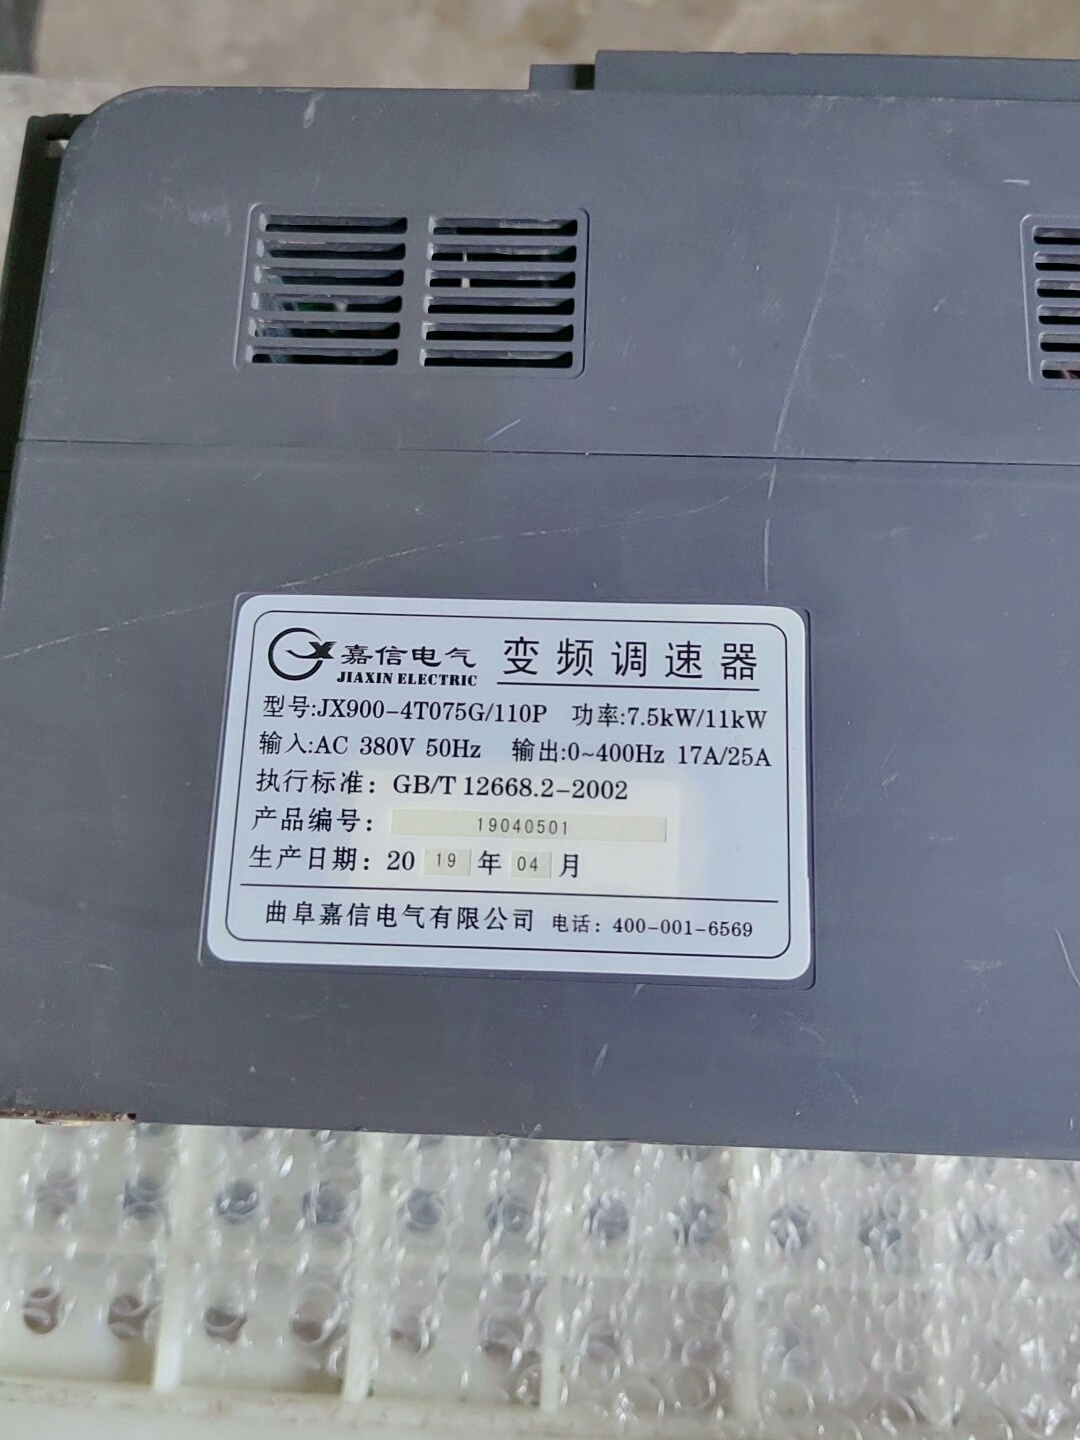 嘉信电气 变频调速器
JIAXIN ELECTRIC
型号:JX900-4T075G/110P 功率:7.5kW/11kW
输入:AC 380V 50Hz 输出:0~400Hz 17A/25A
执行标准: GB/T 12668.2-2002
产品编号: 19040501
生产日期: 20 19 年 04 月
曲阜嘉信电气有限公司 电话: 400-001-6569